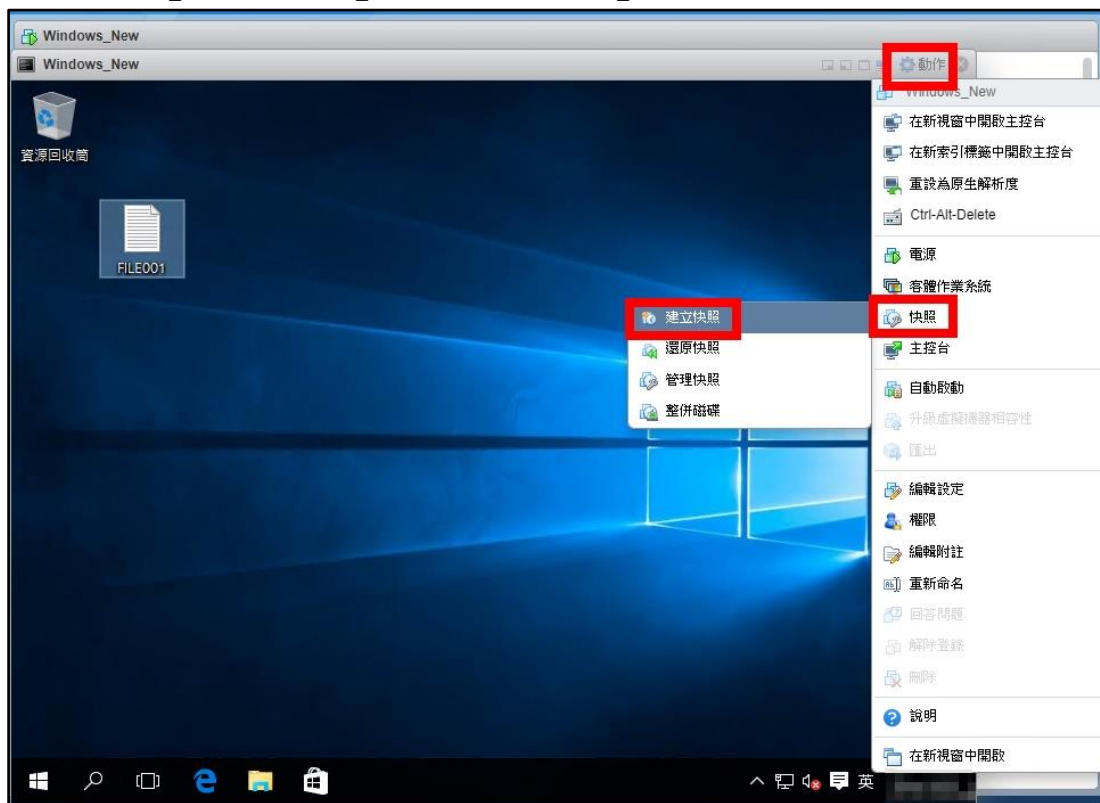 Windows_New
Windows_New
動作
Windows_New
在新視窗中開啟主控台
在新索引標籤中開啟主控台
重設為原生解析度
Ctrl-Alt-Delete
電源
客體作業系統
快照
主控台
自動啟動
升級虛擬機器相容性
匯出
編輯設定
權限
編輯附註
重新命名
回答問題
解除登錄
刪除
說明
在新視窗中開啟
建立快照
還原快照
管理快照
整併磁碟
資源回收筒
FILE001
英